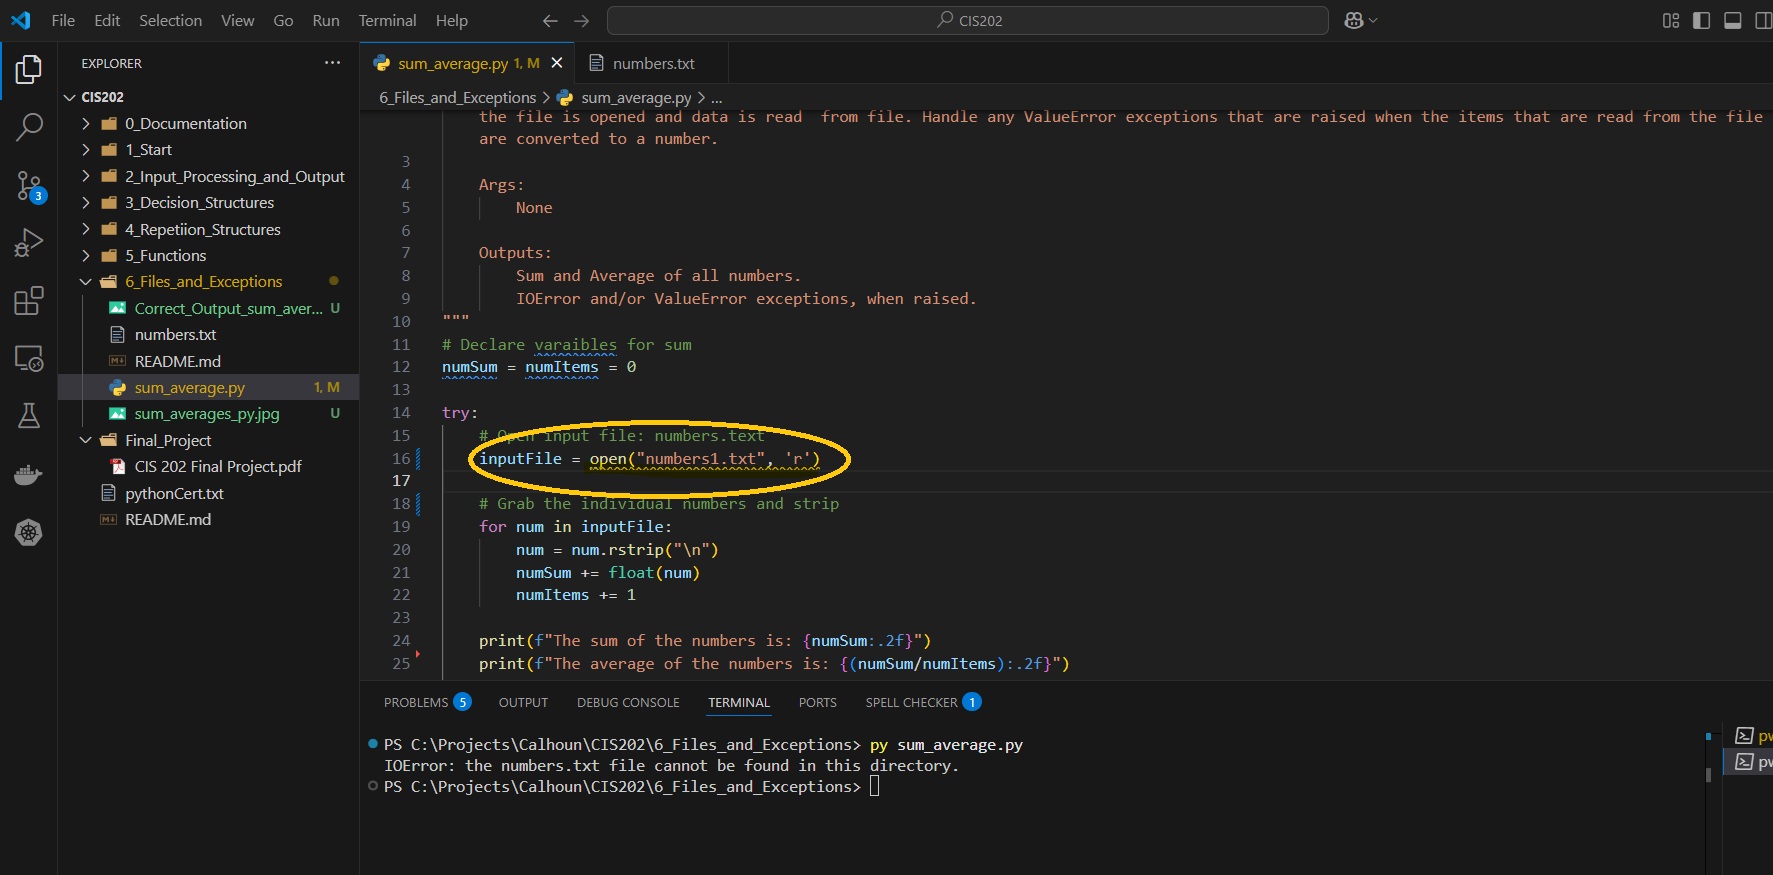 File Edit Selection View Go Run Terminal Help
CIS202
EXPLORER
CIS202
0_Documentation
1_Start
2_Input_Processing_and_Output
3_Decision_Structures
4_Repetiion_Structures
5_Functions
6_Files_and_Exceptions
Correct_Output_sum_aver... U
numbers.txt
README.md
sum_average.py 1, M
sum_averages_py.jpg U
Final_Project
CIS 202 Final Project.pdf
pythonCert.txt
README.md
3
sum_average.py 1, M
numbers.txt
6_Files_and_Exceptions > sum_average.py > ...
the file is opened and data is read  from file. Handle any ValueError exceptions that are raised when the items that are read from the file
are converted to a number.
3
4 Args:
5 None
6
7 Outputs:
8 Sum and Average of all numbers.
9 IOError and/or ValueError exceptions, when raised.
10 """
11 # Declare varaibles for sum
12 numSum = numItems = 0
13
14 try:
15 # Open input file: numbers.text
16 inputFile = open("numbers1.txt", 'r')
17
18 # Grab the individual numbers and strip
19 for num in inputFile:
20 num = num.rstrip("\n")
21 numSum += float(num)
22 numItems += 1
23
24 print(f"The sum of the numbers is: {numSum:.2f}")
25 print(f"The average of the numbers is: {(numSum/numItems):.2f}")
PROBLEMS 5 OUTPUT DEBUG CONSOLE TERMINAL PORTS SPELL CHECKER 1
PS C:\Projects\Calhoun\CIS202\6_Files_and_Exceptions> py sum_average.py
IOError: the numbers.txt file cannot be found in this directory.
PS C:\Projects\Calhoun\CIS202\6_Files_and_Exceptions>